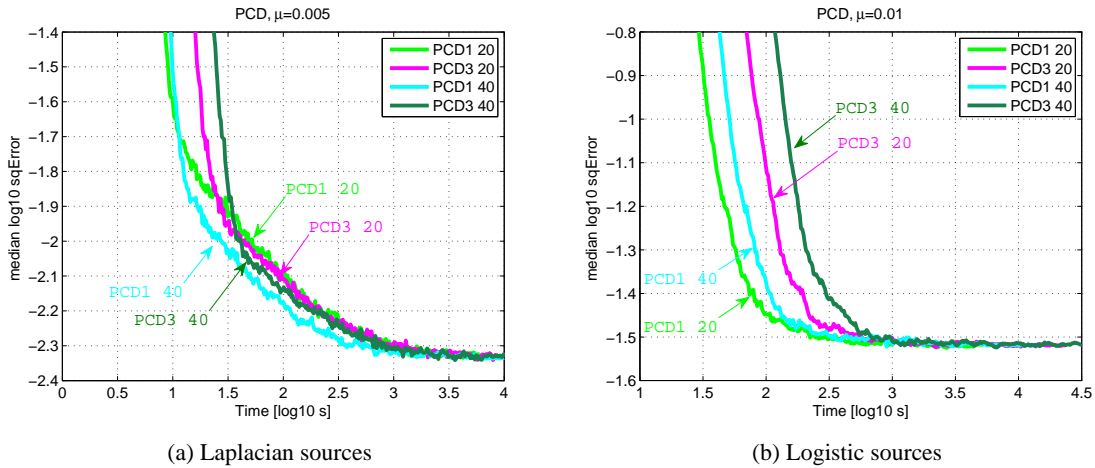 PCD, μ=0.005
−1.4
−1.5
−1.6
−1.7
−1.8
−1.9
−2
−2.1
−2.2
−2.3
−2.4
median log10 sqError
PCD1 20
PCD3 20
PCD1 40
PCD3 40
PCD1 20
PCD3 20
PCD1 40
PCD3 40
0 0.5 1 1.5 2 2.5 3 3.5 4
Time [log10 s]
(a) Laplacian sources
PCD, μ=0.01
−0.8
−0.9
−1
−1.1
−1.2
−1.3
−1.4
−1.5
−1.6
median log10 sqError
PCD1 20
PCD3 20
PCD1 40
PCD3 40
PCD3 40
PCD3 20
PCD1 40
PCD1 20
1 1.5 2 2.5 3 3.5 4 4.5
Time [log10 s]
(b) Logistic sources